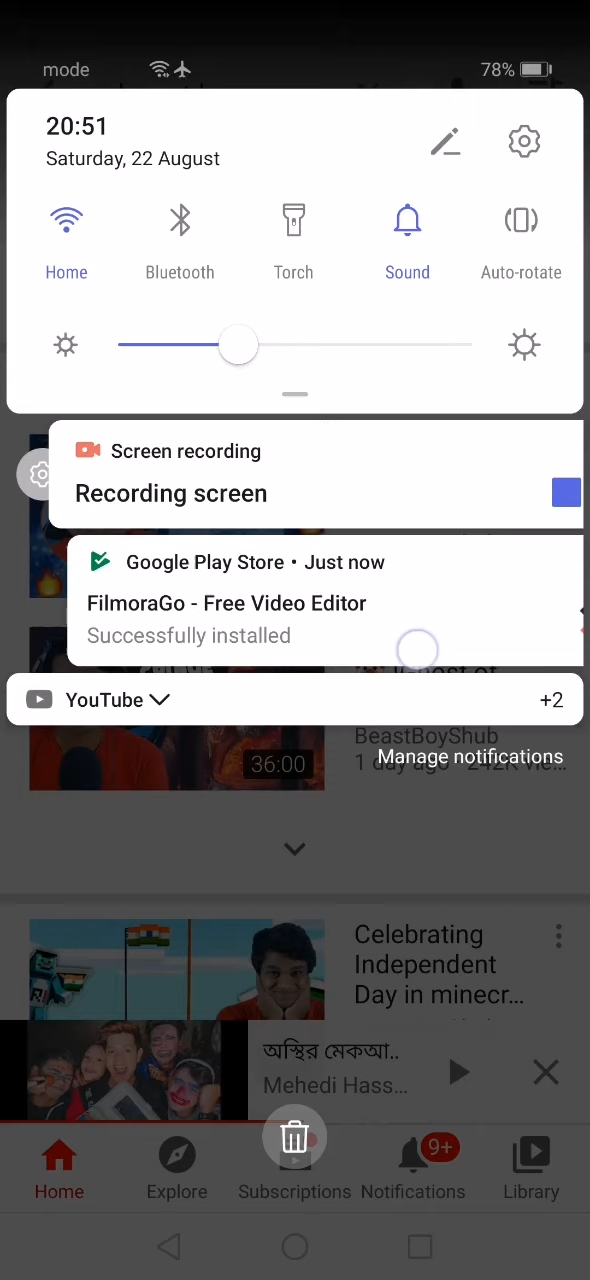 mode
78%
20:51
Saturday, 22 August
Home
Bluetooth
Torch
Sound
Auto-rotate
Screen recording
Recording screen
Google Play Store • Just now
FilmoraGo - Free Video Editor
Successfully installed
YouTube
+2
BeastBoyShub
36:00
Manage notifications
Celebrating
Independent
Day in minecr...
অস্থির মেকআ..
Mehedi Hass...
9+
Home
Explore
Subscriptions
Notifications
Library